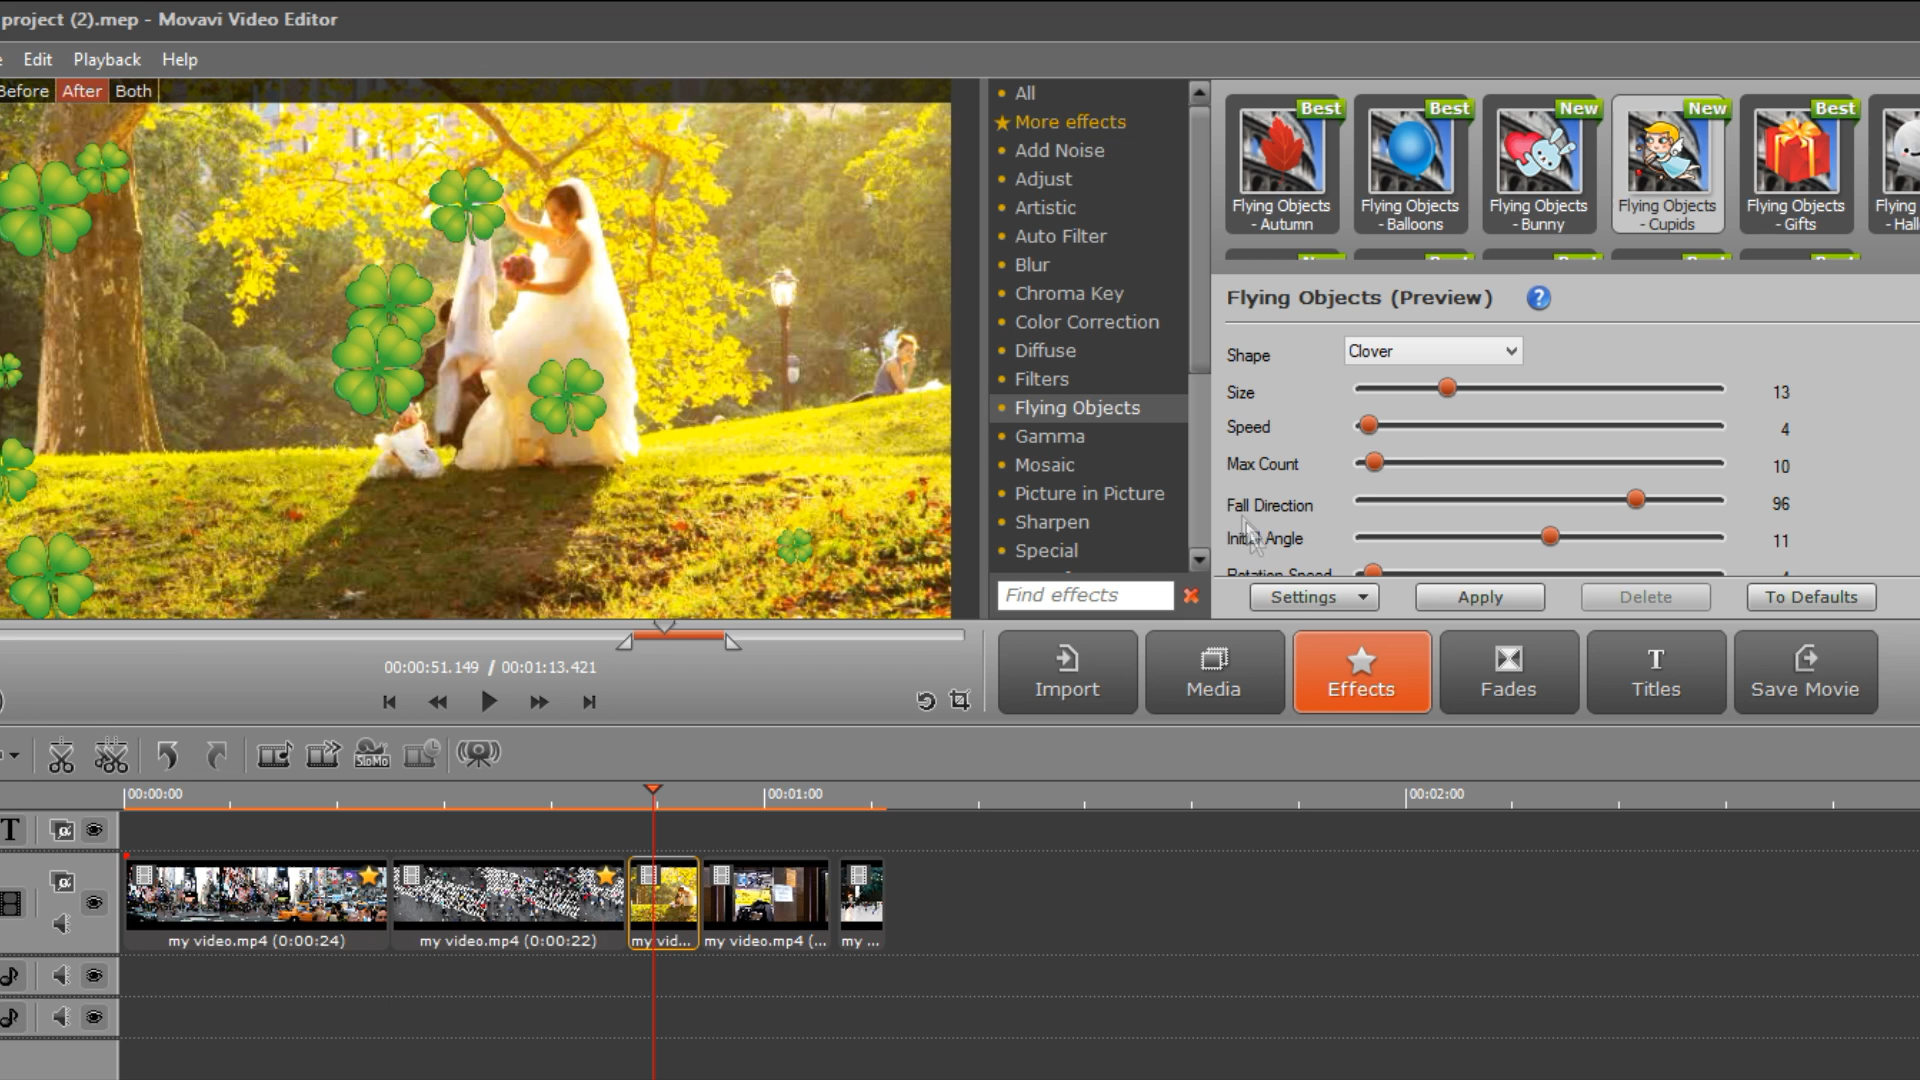 project (2).mep - Movavi Video Editor
Edit Playback Help
Before After Both
All
More effects
Add Noise
Adjust
Artistic
Auto Filter
Blur
Chroma Key
Color Correction
Diffuse
Filters
Flying Objects
Gamma
Mosaic
Picture in Picture
Sharpen
Special
Find effects
Best
Flying Objects
- Autumn
Best
Flying Objects
- Balloons
New
Flying Objects
- Bunny
New
Flying Objects
- Cupids
Best
Flying Objects
- Gifts
Flying
Flying Objects (Preview) ?
Shape Clover
Size 13
Speed 4
Max Count 10
Fall Direction 96
Initial Angle 11
Rotation Speed
Settings Apply Delete To Defaults
00:00:51.149 / 00:01:13.421
Import Media Effects Fades Titles Save Movie
SloMo
00:00:00 00:01:00 00:02:00
T
my video.mp4 (0:00:24) my video.mp4 (0:00:22) my vid... my video.mp4 (... my ...